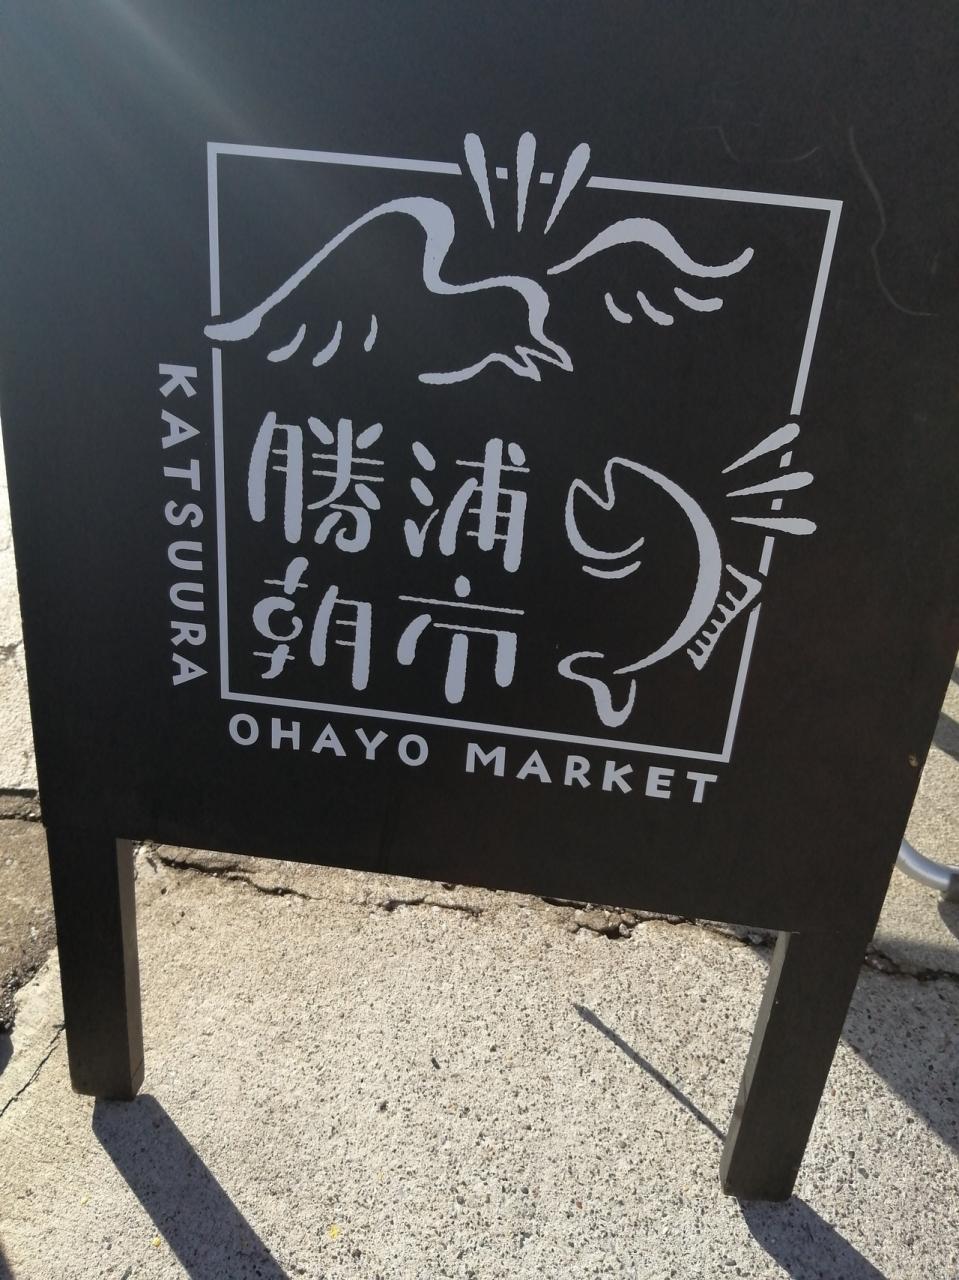 勝浦
朝市
KATSUURA
OHAYO MARKET